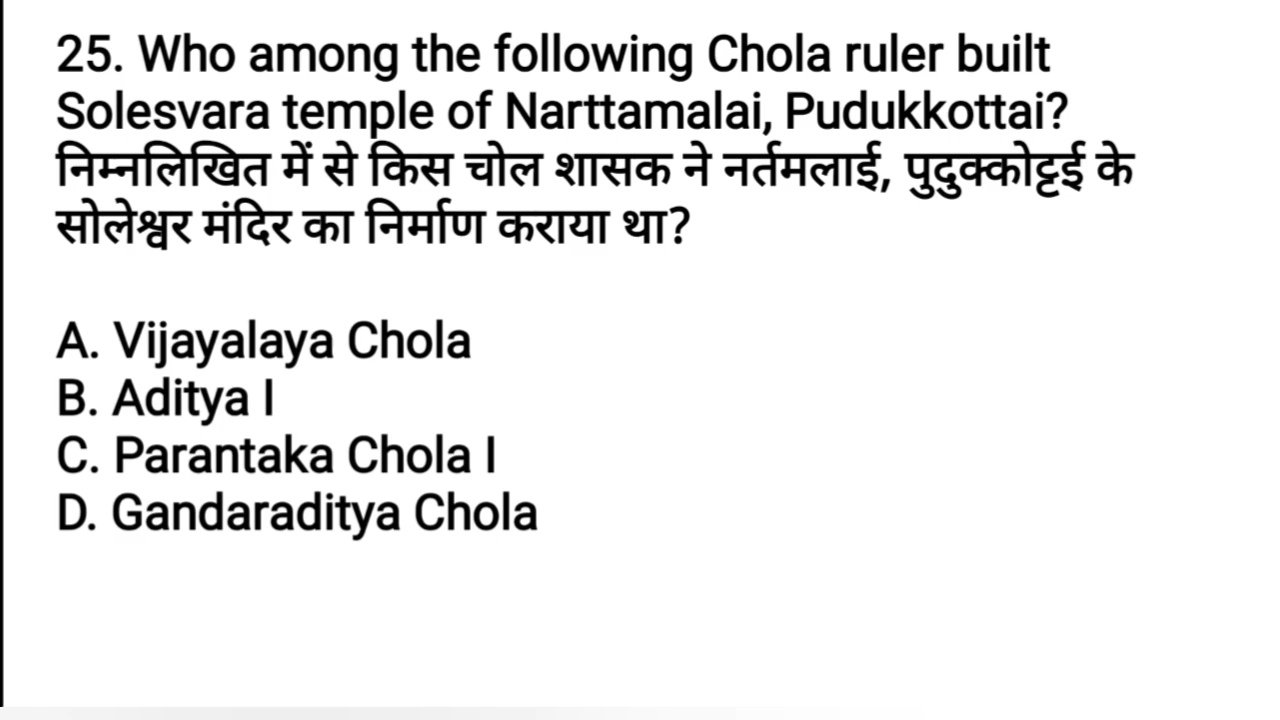 25. Who among the following Chola ruler built
Solesvara temple of Narttamalai, Pudukkottai?
निम्नलिखित में से किस चोल शासक ने नर्तमलाई, पुदुक्कोट्टई के
सोलेश्वर मंदिर का निर्माण कराया था?
A. Vijayalaya Chola
B. Aditya I
C. Parantaka Chola I
D. Gandaraditya Chola